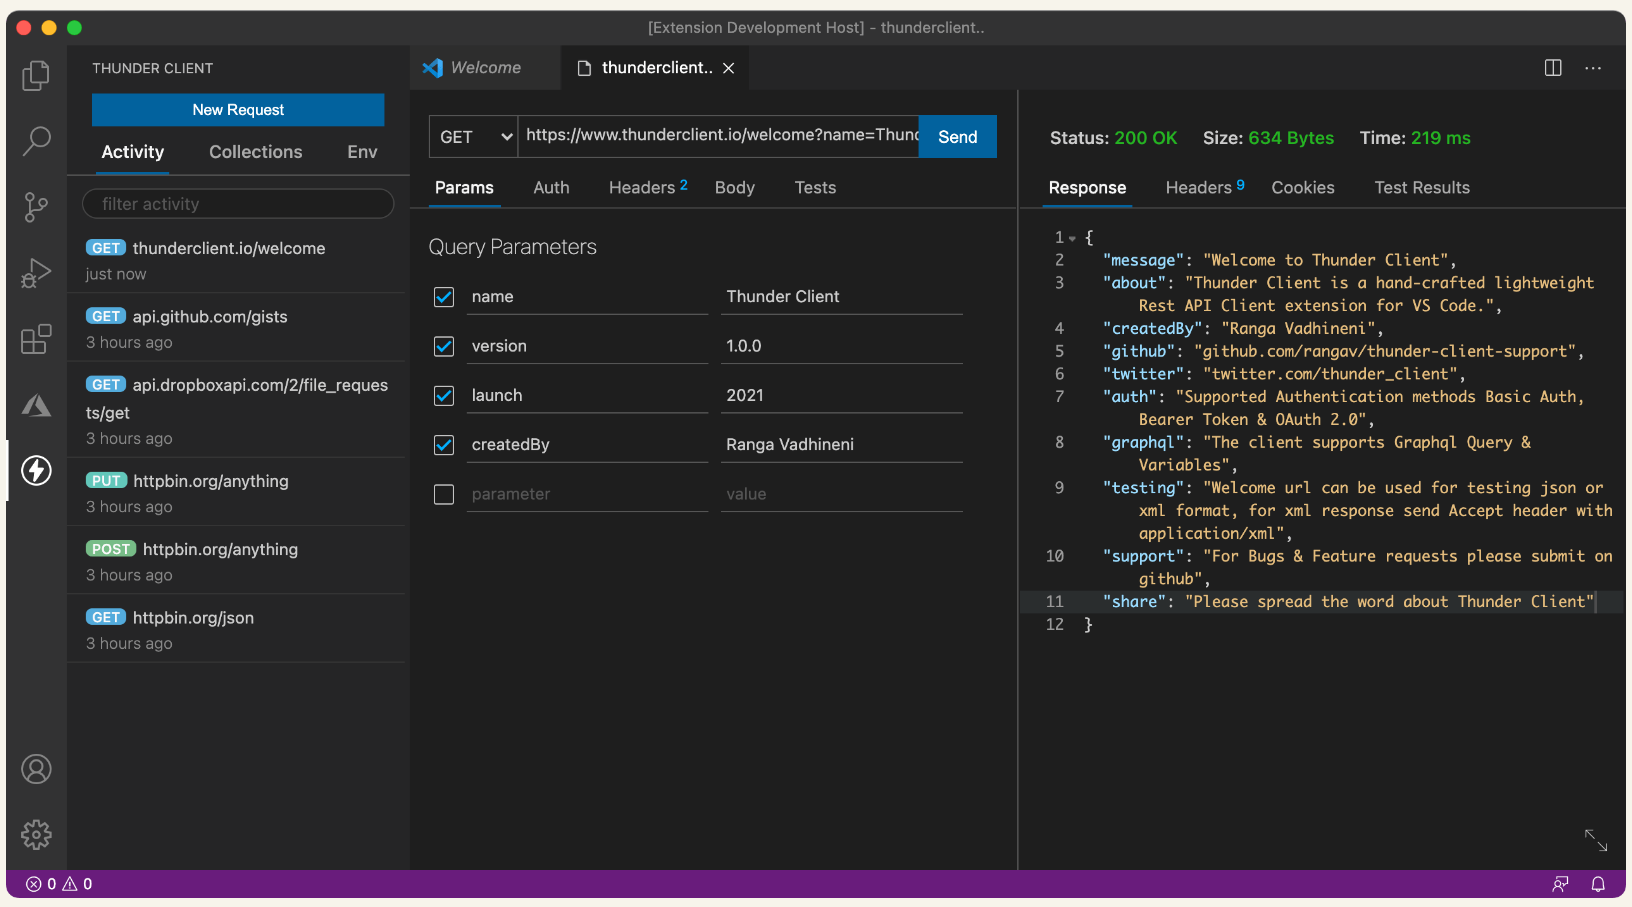 [Extension Development Host] - thunderclient..
THUNDER CLIENT
New Request
Activity Collections Env
filter activity
GET thunderclient.io/welcome
just now
GET api.github.com/gists
3 hours ago
GET api.dropboxapi.com/2/file_reques
ts/get
3 hours ago
PUT httpbin.org/anything
3 hours ago
POST httpbin.org/anything
3 hours ago
GET httpbin.org/json
3 hours ago
Welcome thunderclient..
GET https://www.thunderclient.io/welcome?name=Thunc Send
Params Auth Headers 2 Body Tests
Query Parameters
name Thunder Client
version 1.0.0
launch 2021
createdBy Ranga Vadhineni
parameter value
Status: 200 OK Size: 634 Bytes Time: 219 ms
Response Headers 9 Cookies Test Results
1 {
2 "message": "Welcome to Thunder Client",
3 "about": "Thunder Client is a hand-crafted lightweight
Rest API Client extension for VS Code.",
4 "createdBy": "Ranga Vadhineni",
5 "github": "github.com/rangav/thunder-client-support",
6 "twitter": "twitter.com/thunder_client",
7 "auth": "Supported Authentication methods Basic Auth,
Bearer Token & OAuth 2.0",
8 "graphql": "The client supports Graphql Query &
Variables",
9 "testing": "Welcome url can be used for testing json or
xml format, for xml response send Accept header with
application/xml",
10 "support": "For Bugs & Feature requests please submit on
github",
11 "share": "Please spread the word about Thunder Client"
12 }
0 0